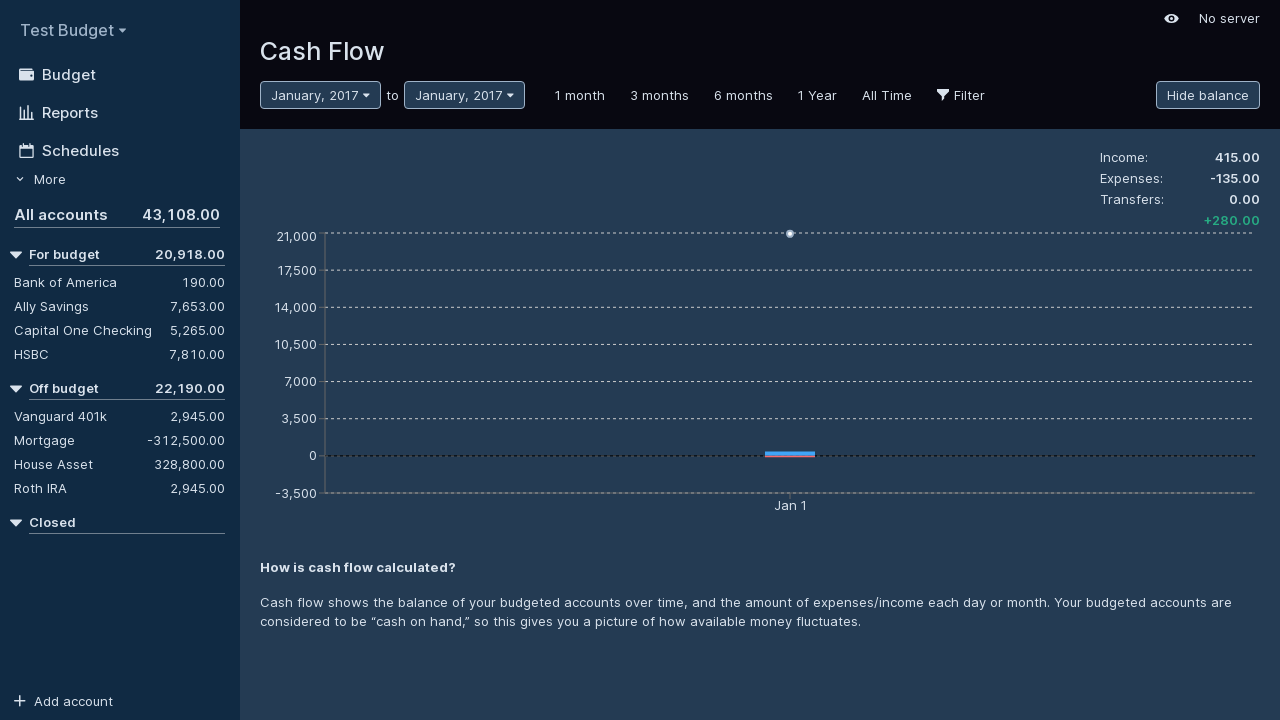 Test Budget
Budget
Reports
Schedules
More
All accounts 43,108.00
For budget 20,918.00
Bank of America 190.00
Ally Savings 7,653.00
Capital One Checking 5,265.00
HSBC 7,810.00
Off budget 22,190.00
Vanguard 401k 2,945.00
Mortgage -312,500.00
House Asset 328,800.00
Roth IRA 2,945.00
Closed
Add account
No server
Cash Flow
January, 2017 to January, 2017 1 month 3 months 6 months 1 Year All Time Filter Hide balance
Income: 415.00
Expenses: -135.00
Transfers: 0.00
+280.00
21,000
17,500
14,000
10,500
7,000
3,500
0
-3,500
Jan 1
How is cash flow calculated?
Cash flow shows the balance of your budgeted accounts over time, and the amount of expenses/income each day or month. Your budgeted accounts are
considered to be “cash on hand,” so this gives you a picture of how available money fluctuates.